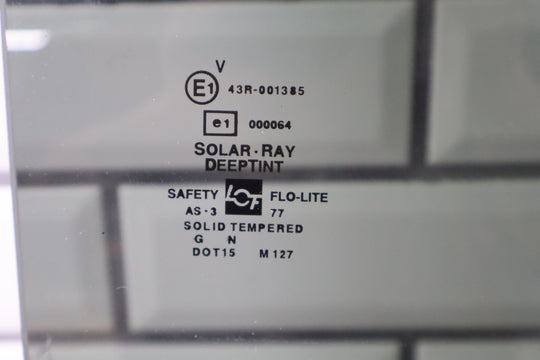 V
E1 43R-001385
e1 000064
SOLAR·RAY
DEEPTINT
SAFETY LOF FLO-LITE
AS-3 77
SOLID TEMPERED
G N
DOT15 M127